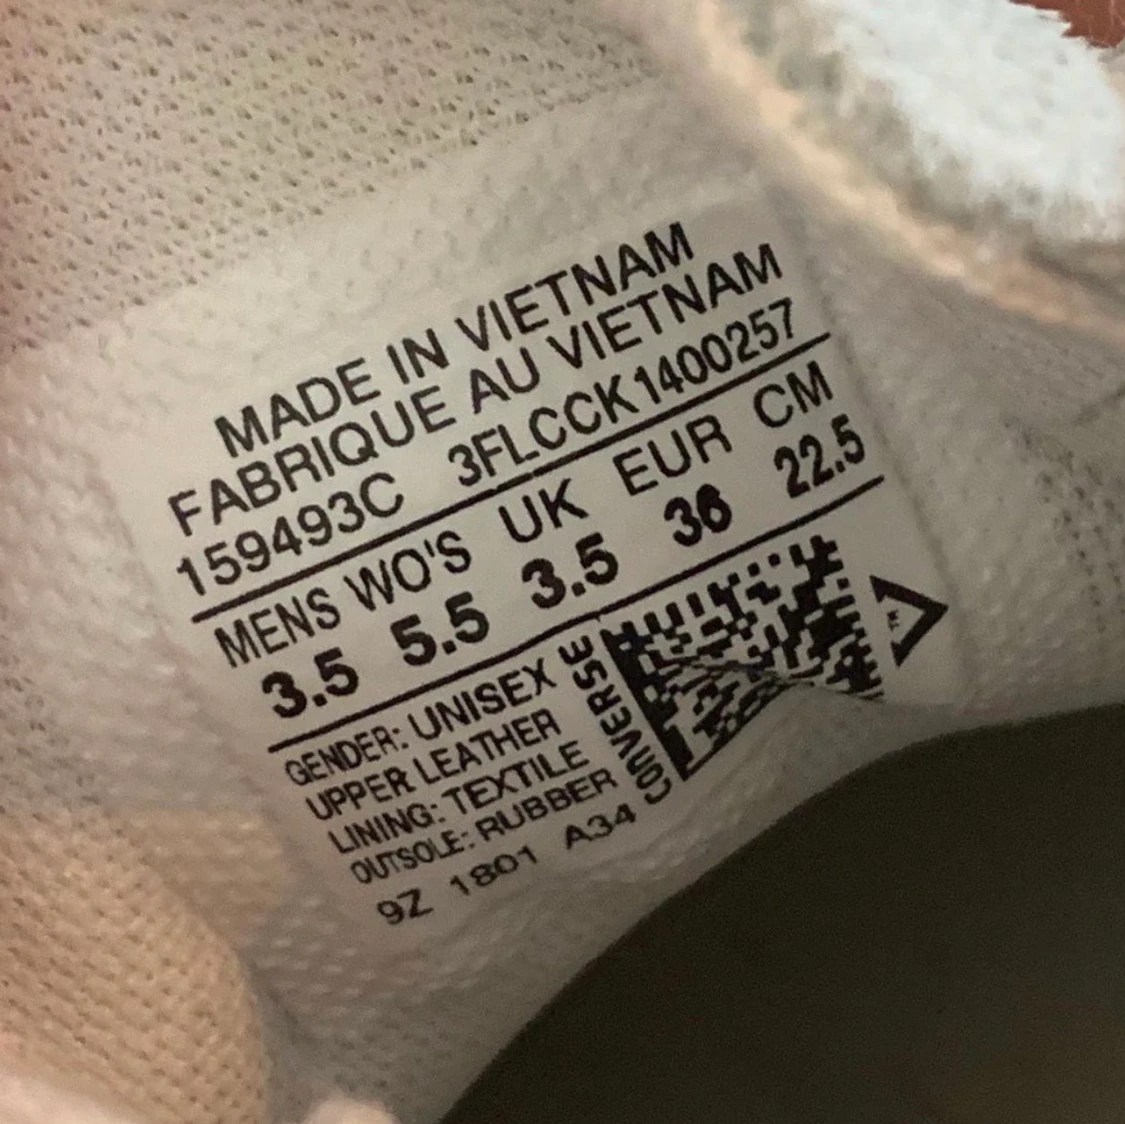 MADE IN VIETNAM
FABRIQUE AU VIETNAM
159493C 3FLCCK1400257
MENS WO'S UK EUR CM
3.5 5.5 3.5 36 22.5
GENDER: UNISEX
UPPER LEATHER
LINING: TEXTILE
OUTSOLE: RUBBER
9Z 1801 A34
CONVERSE